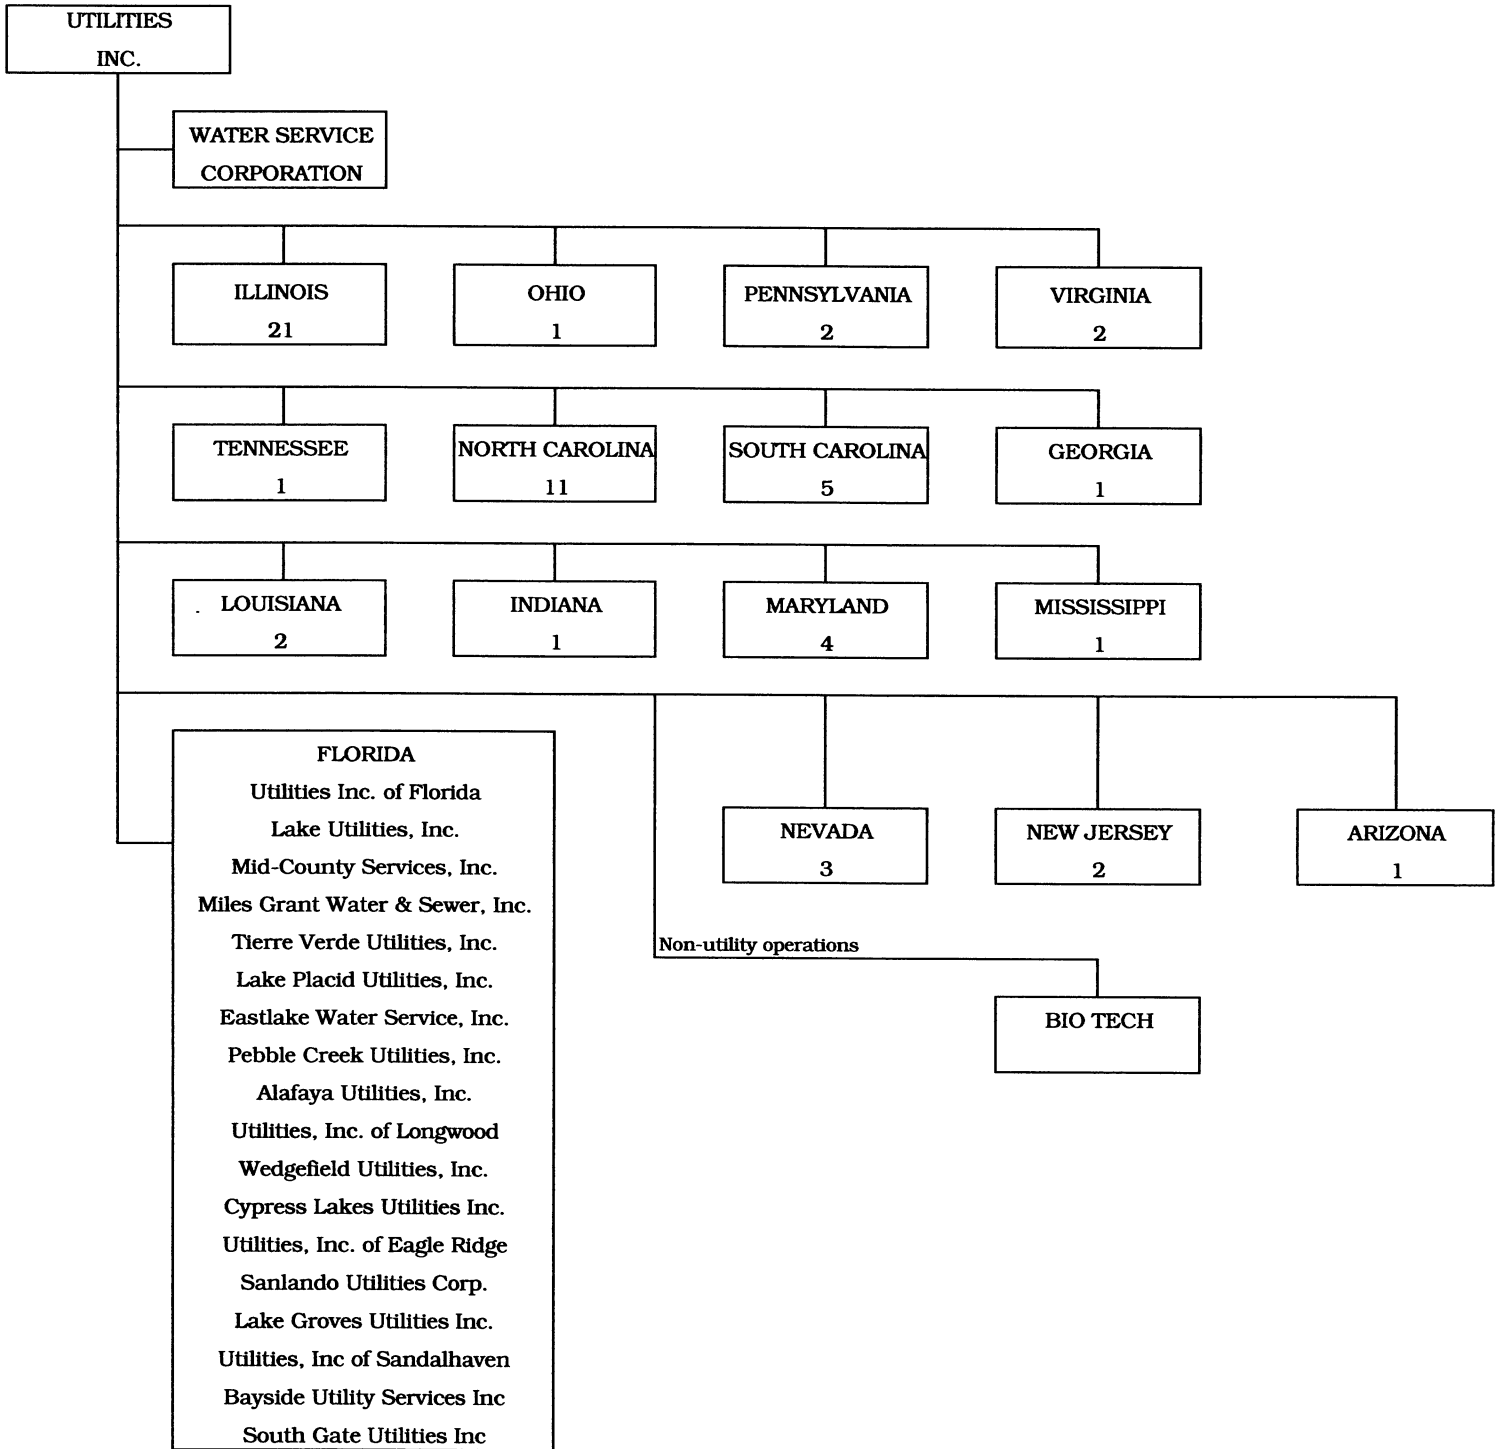 UTILITIES
INC.
WATER SERVICE
CORPORATION
ILLINOIS
21
OHIO
1
PENNSYLVANIA
2
VIRGINIA
2
TENNESSEE
1
NORTH CAROLINA
11
SOUTH CAROLINA
5
GEORGIA
1
LOUISIANA
2
INDIANA
1
MARYLAND
4
MISSISSIPPI
1
FLORIDA
Utilities Inc. of Florida
Lake Utilities, Inc.
Mid-County Services, Inc.
Miles Grant Water & Sewer, Inc.
Tierre Verde Utilities, Inc.
Lake Placid Utilities, Inc.
Eastlake Water Service, Inc.
Pebble Creek Utilities, Inc.
Alafaya Utilities, Inc.
Utilities, Inc. of Longwood
Wedgefield Utilities, Inc.
Cypress Lakes Utilities Inc.
Utilities, Inc. of Eagle Ridge
Sanlando Utilities Corp.
Lake Groves Utilities Inc.
Utilities, Inc of Sandalhaven
Bayside Utility Services Inc
South Gate Utilities Inc
NEVADA
3
NEW JERSEY
2
ARIZONA
1
Non-utility operations
BIO TECH